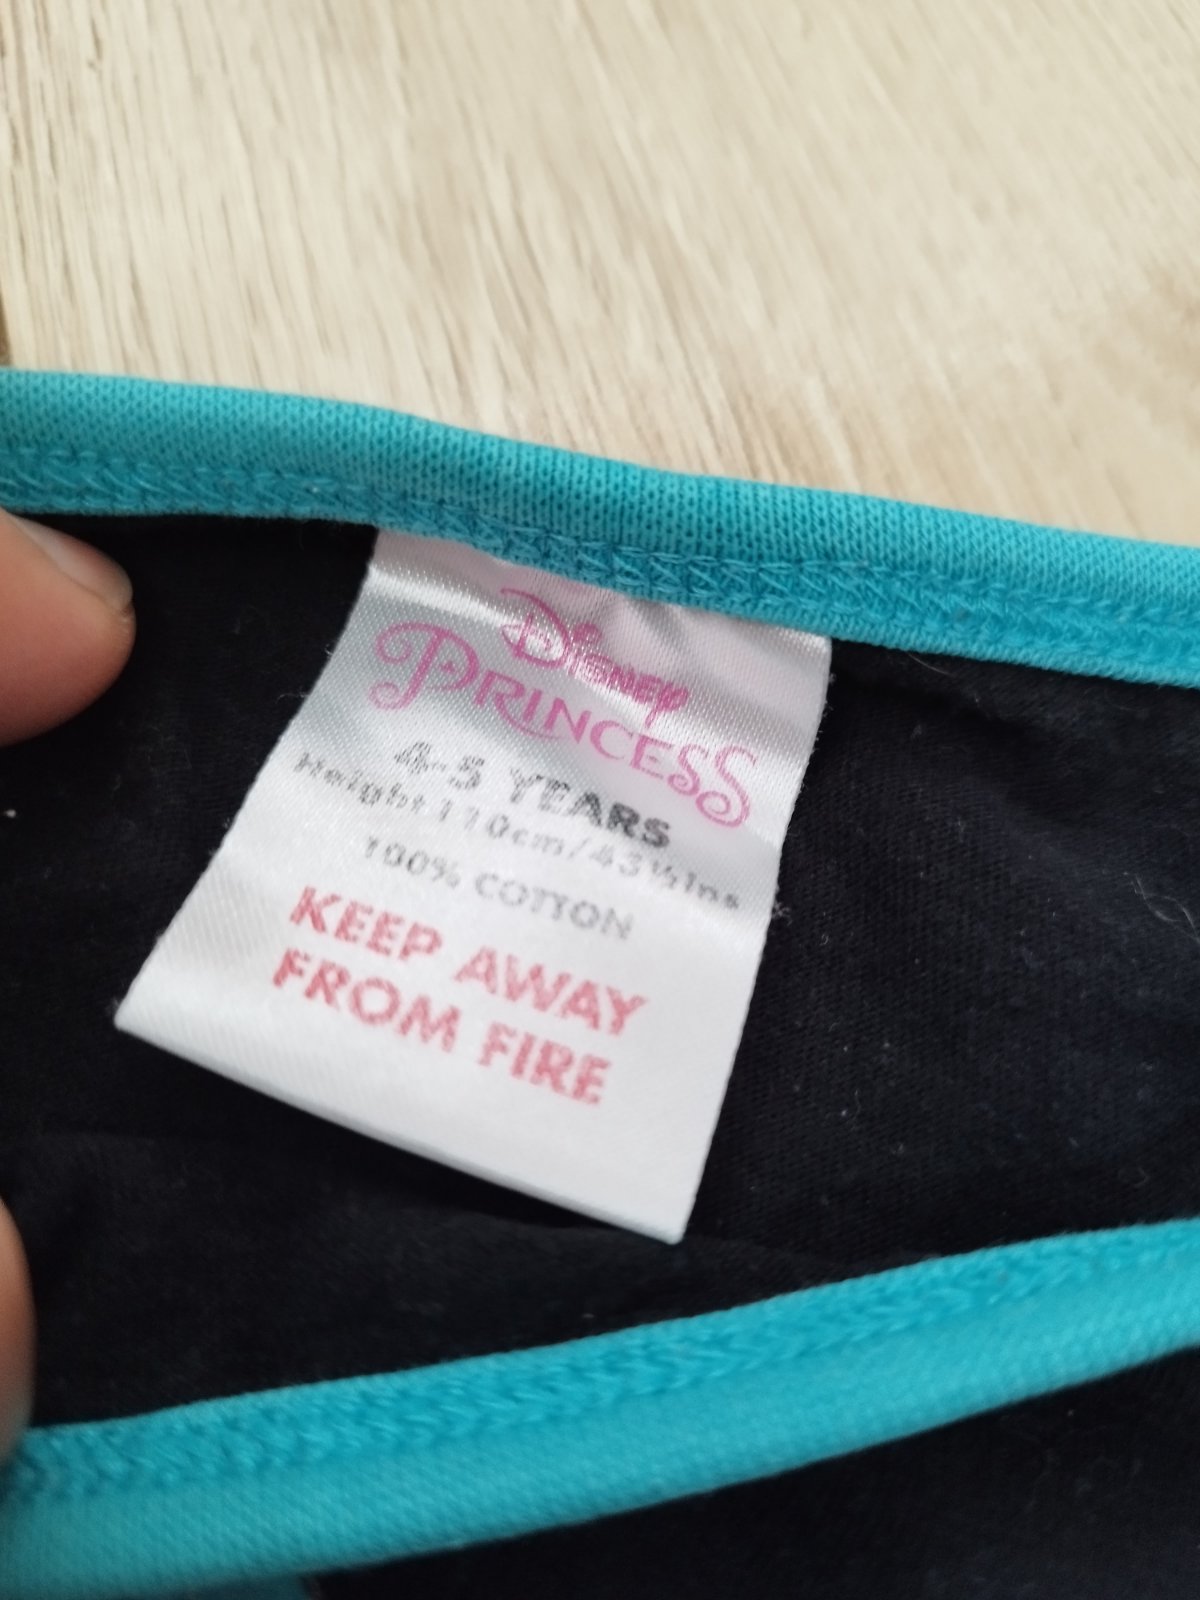 Disney
PRINCESS
4-5 YEARS
Height 110cm/43½Ins
100% COTTON
KEEP AWAY
FROM FIRE